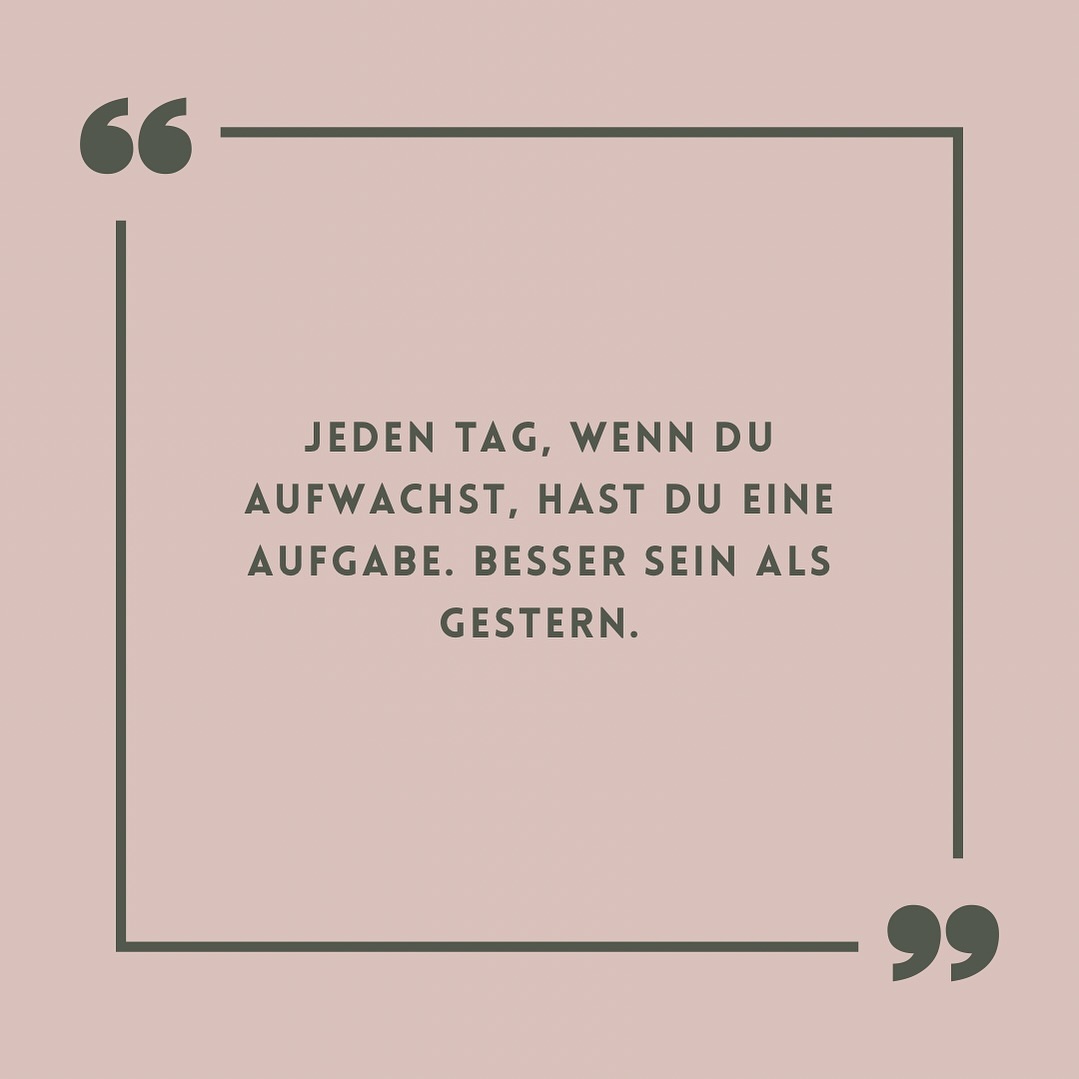 “
JEDEN TAG, WENN DU
AUFWACHST, HAST DU EINE
AUFGABE. BESSER SEIN ALS
GESTERN.
”